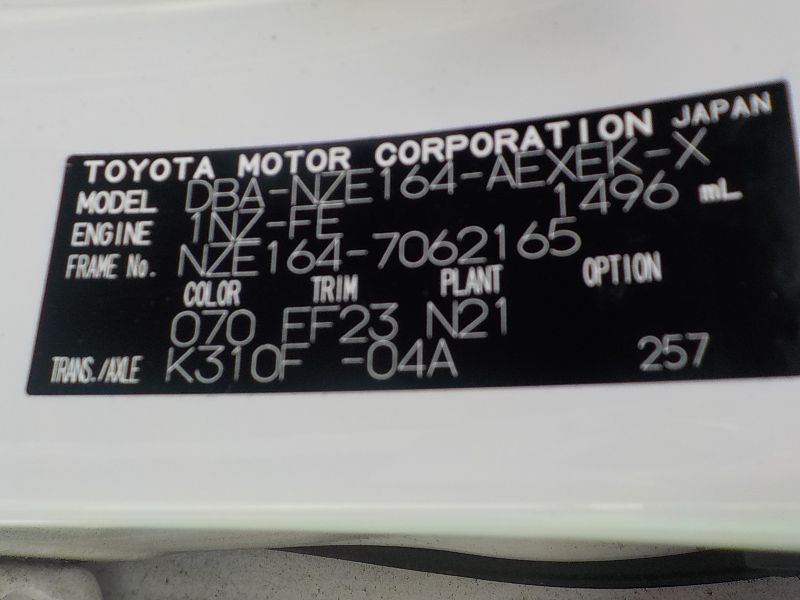 TOYOTA MOTOR CORPORATION JAPAN
MODEL DBA-NZE164-AEXEK-X
ENGINE 1NZ-FE 1496 mL
FRAME No. NZE164-7062165
COLOR TRIM PLANT OPTION
070 FF23 N21
TRANS./AXLE K310F -04A 257